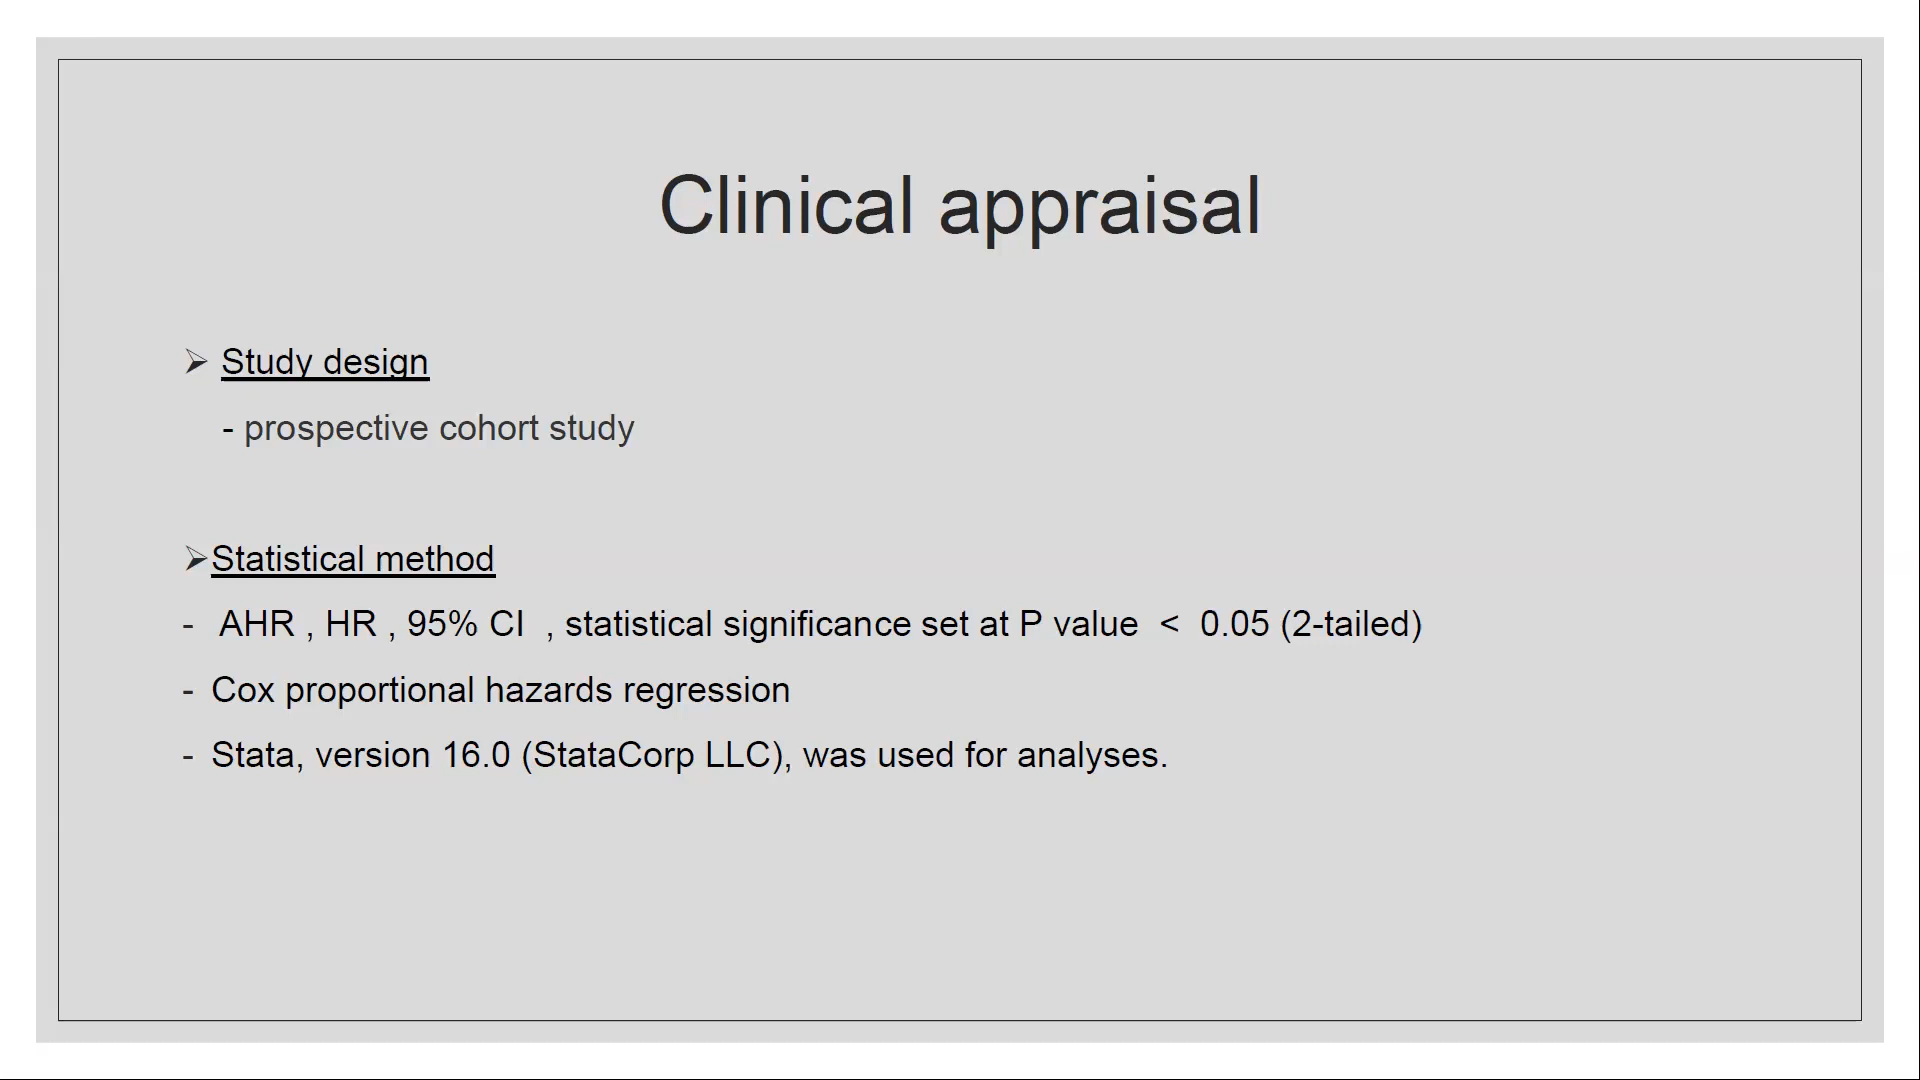 Clinical appraisal
➢ Study design
- prospective cohort study
➢Statistical method
- AHR , HR , 95% CI , statistical significance set at P value < 0.05 (2-tailed)
- Cox proportional hazards regression
- Stata, version 16.0 (StataCorp LLC), was used for analyses.